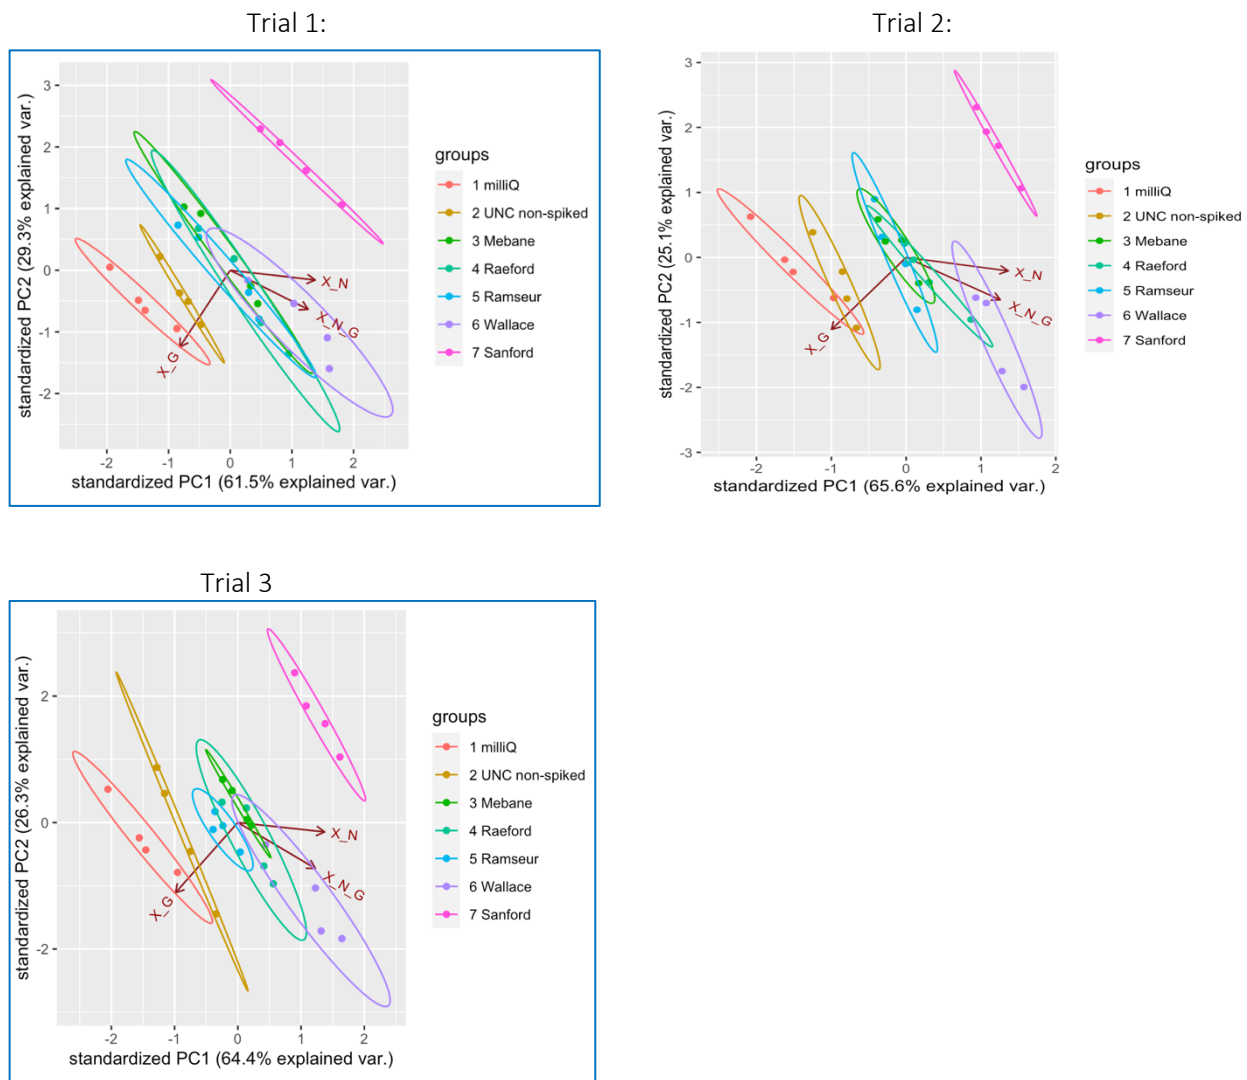 Trial 1:
standardized PC2 (29.3% explained var.)
3
2
1
0
-1
-2
-2
-1
0
1
2
standardized PC1 (61.5% explained var.)
X_N
X_N_G
X_G
groups
1 milliQ
2 UNC non-spiked
3 Mebane
4 Raeford
5 Ramseur
6 Wallace
7 Sanford
Trial 2:
standardized PC2 (25.1% explained var.)
3
2
1
0
-1
-2
-3
-2
-1
0
1
2
standardized PC1 (65.6% explained var.)
X_N
X_N_G
X_G
groups
1 milliQ
2 UNC non-spiked
3 Mebane
4 Raeford
5 Ramseur
6 Wallace
7 Sanford
Trial 3
standardized PC2 (26.3% explained var.)
2
0
-2
-2
-1
0
1
2
standardized PC1 (64.4% explained var.)
X_N
X_N_G
X_G
groups
1 milliQ
2 UNC non-spiked
3 Mebane
4 Raeford
5 Ramseur
6 Wallace
7 Sanford